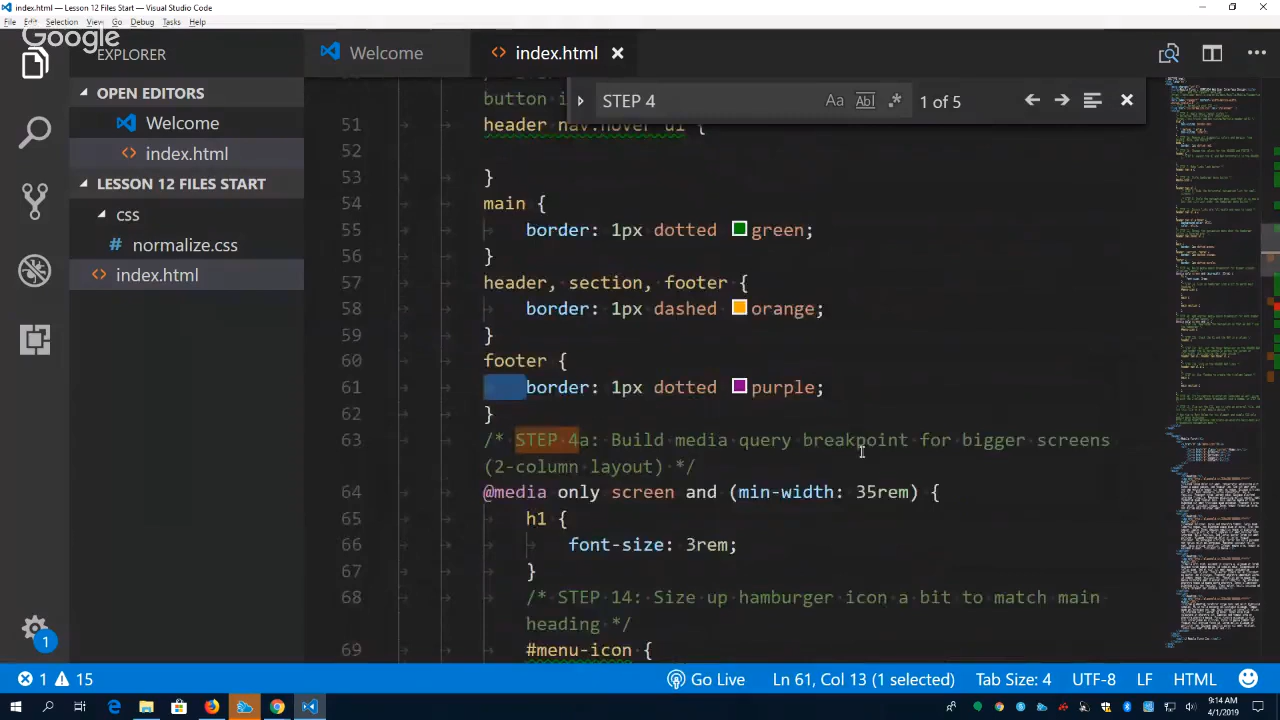 index.html — Lesson 12 Files Start — Visual Studio Code
File Edit Selection View Go Debug Tasks Help
Google
EXPLORER
Welcome
index.html
OPEN EDITORS
Welcome
index.html
LESSON 12 FILES START
css
normalize.css
index.html
STEP 4
Aa Abl .* 1 of 5
button i
51 header nav:hover ul {
52
53 }
54 main {
55 border: 1px dotted green;
56 }
57 header, section, footer {
58 border: 1px dashed orange;
59 }
60 footer {
61 border: 1px dotted purple;
62 }
63 /* STEP 4a: Build media query breakpoint for bigger screens
(2-column layout) */
64 @media only screen and (min-width: 35rem) {
65 h1 {
66 font-size: 3rem;
67 }
68 /* STEP 14: Size up hamburger icon a bit to match main
heading */
69 #menu-icon {
1
1 15 Go Live Ln 61, Col 13 (1 selected) Tab Size: 4 UTF-8 LF HTML
9:14 AM
4/1/2019